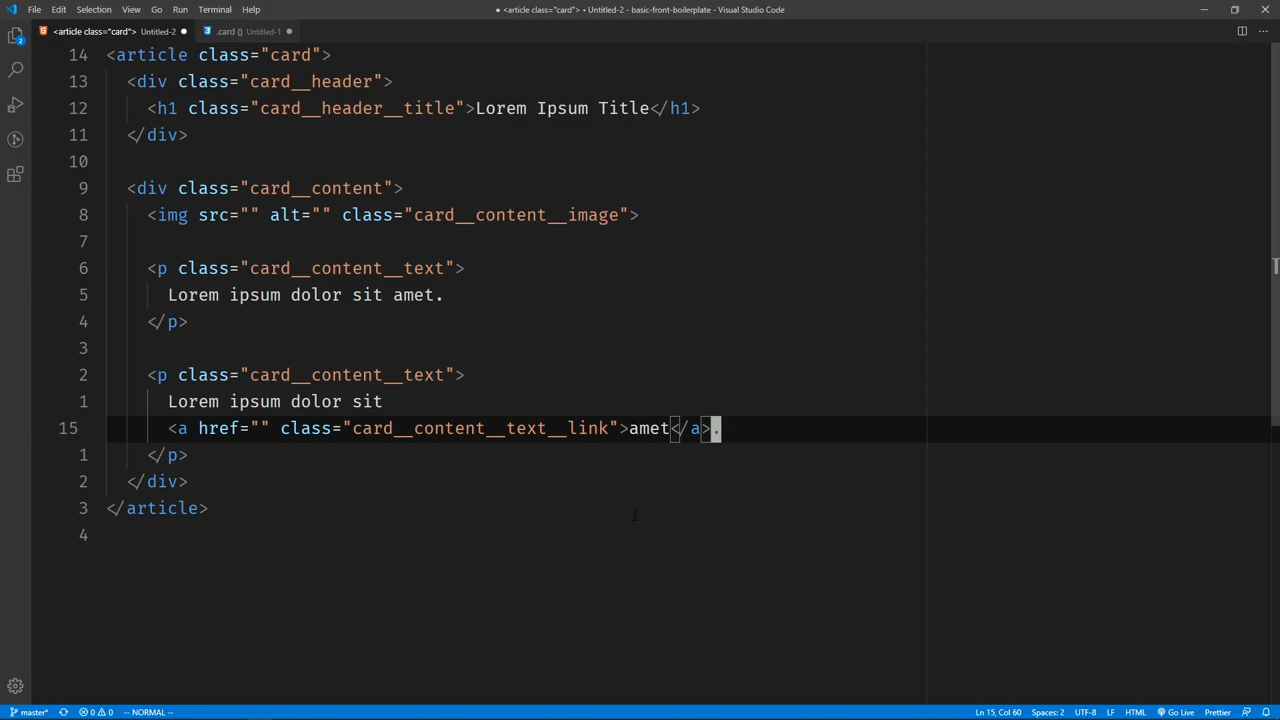 File Edit Selection View Go Run Terminal Help
● <article class="card"> • Untitled-2 - basic-front-boilerplate - Visual Studio Code
<article class="card"> Untitled-2 ●
.card {} Untitled-1 ●
2
14 <article class="card">
13 <div class="card__header">
12 <h1 class="card__header__title">Lorem Ipsum Title</h1>
11 </div>
10
9 <div class="card__content">
8 <img src="" alt="" class="card__content__image">
7
6 <p class="card__content__text">
5 Lorem ipsum dolor sit amet.
4 </p>
3
2 <p class="card__content__text">
1 Lorem ipsum dolor sit
15 <a href="" class="card__content__text__link">amet</a>.
1 </p>
2 </div>
3 </article>
4
master* 0 0 -- NORMAL -- Ln 15, Col 60 Spaces: 2 UTF-8 LF HTML Go Live Prettier